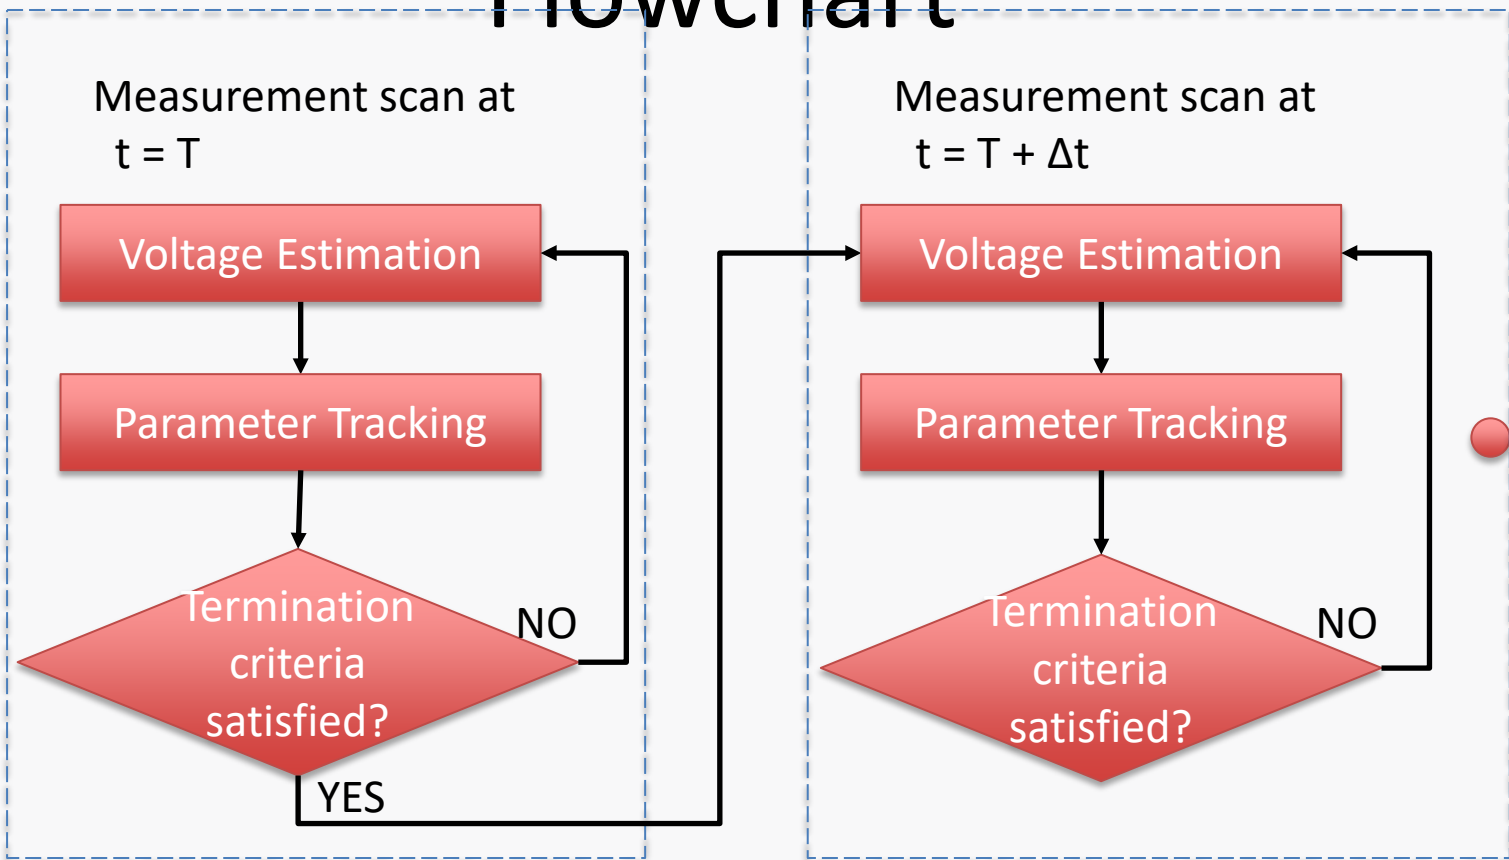 Flowchart
Measurement scan at
t = T
Voltage Estimation
Parameter Tracking
Termination
criteria
satisfied?
NO
YES
Measurement scan at
t = T + Δt
Voltage Estimation
Parameter Tracking
Termination
criteria
satisfied?
NO